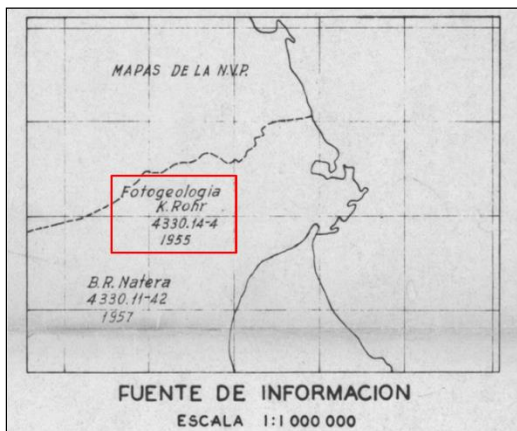 MAPAS DE LA N.V.P.
Fotogeologia
K. Rohr
4330.14-4
1955
B.R. Natera
4330.11-42
1957
FUENTE DE INFORMACION
ESCALA 1:1 000 000